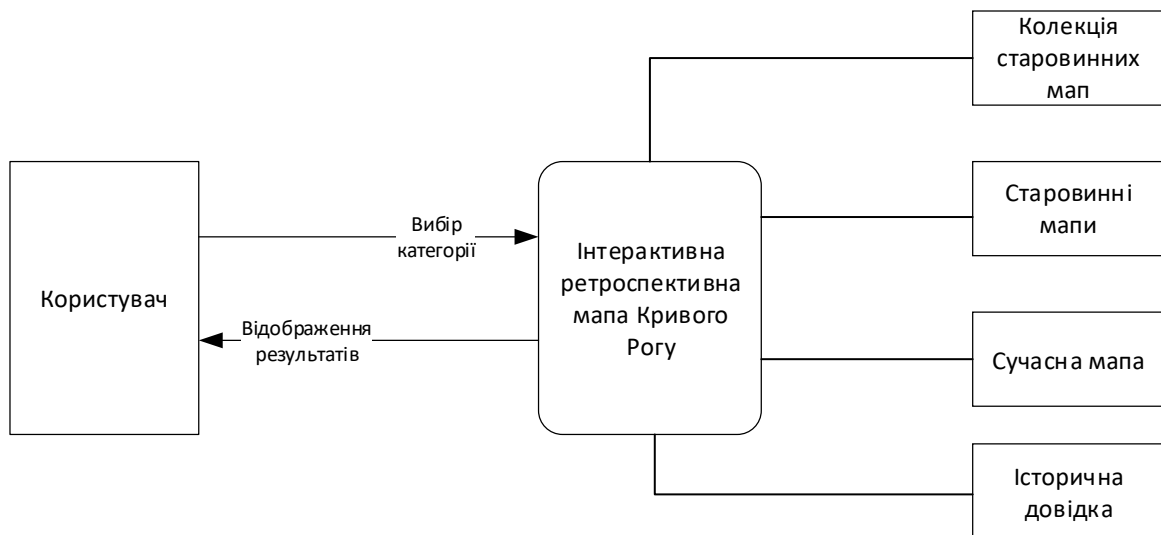 Колекція
старовинних
мап
Старовинні
мапи
Вибір
категорії
Інтерактивна
ретроспективна
мапа Кривого
Рогу
Користувач
Відображення
результатів
Сучасна мапа
Історична
довідка